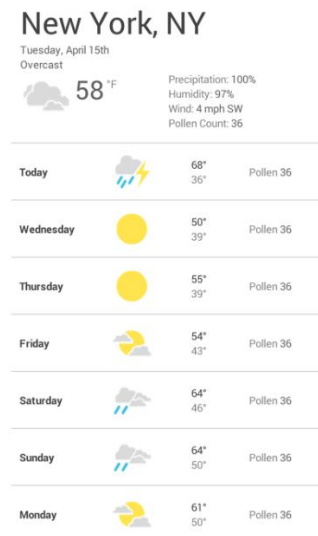 New York, NY
Tuesday, April 15th
Overcast
58 °F
Precipitation: 100%
Humidity: 97%
Wind: 4 mph SW
Pollen Count: 36
Today 68° 36° Pollen 36
Wednesday 50° 39° Pollen 36
Thursday 55° 39° Pollen 36
Friday 54° 43° Pollen 36
Saturday 64° 46° Pollen 36
Sunday 64° 50° Pollen 36
Monday 61° 50° Pollen 36